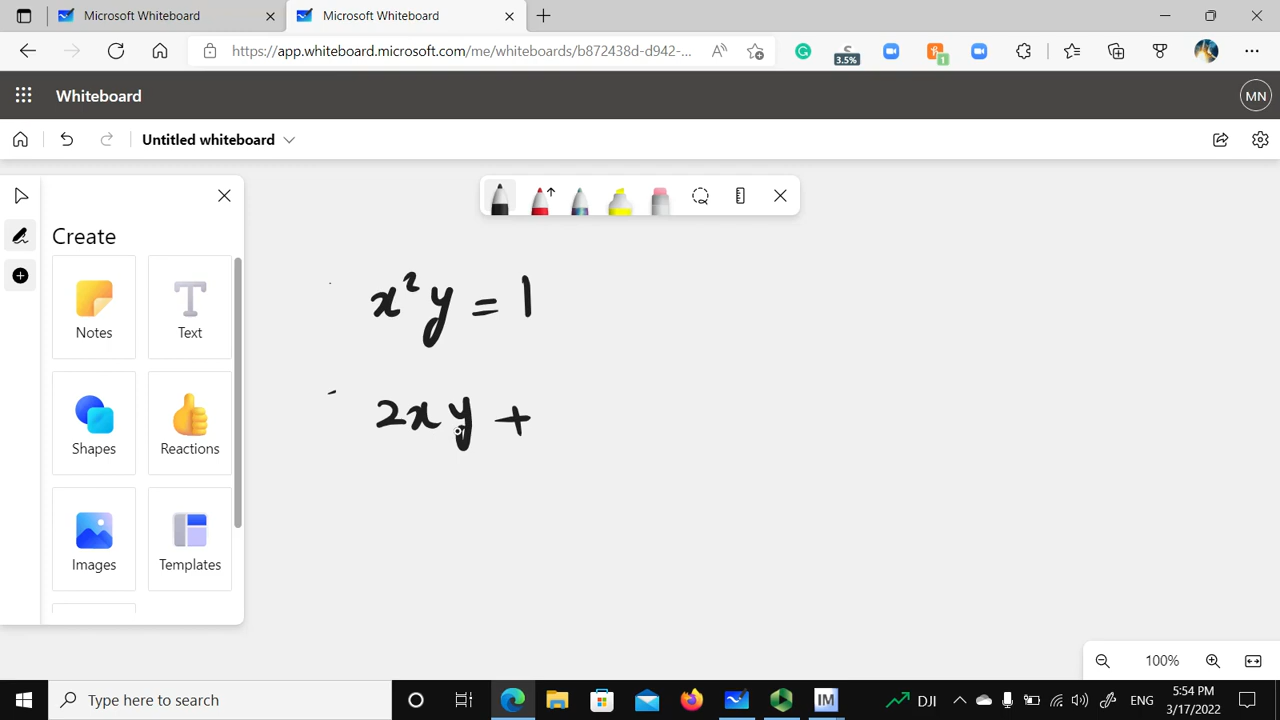 Microsoft Whiteboard
Microsoft Whiteboard
https://app.whiteboard.microsoft.com/me/whiteboards/b872438d-d942-...
3.5%
1
Whiteboard
MN
Untitled whiteboard
Create
Notes
Text
Shapes
Reactions
Images
Templates
x²y = 1
2xy +
100%
Type here to search
IM
DJI
ENG
5:54 PM
3/17/2022